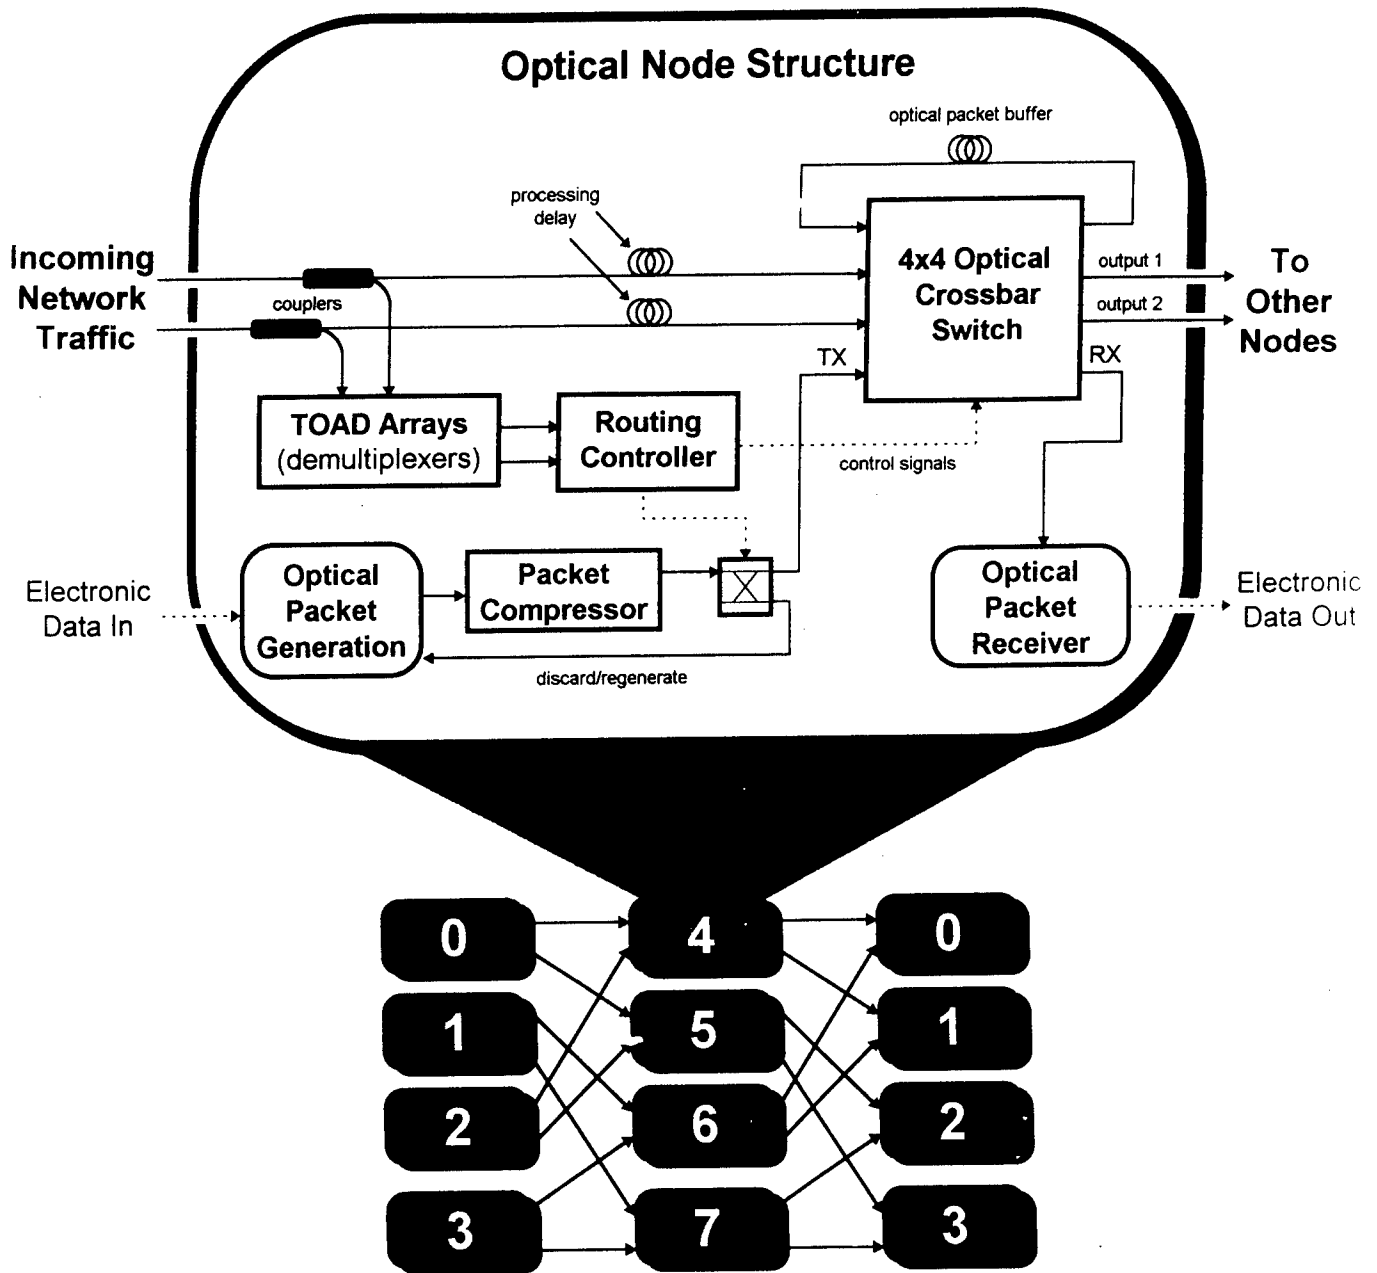 Optical Node Structure
optical packet buffer
processing
delay
Incoming
Network
Traffic
couplers
4x4 Optical
Crossbar
Switch
output 1
output 2
To
Other
Nodes
TX
RX
TOAD Arrays
(demultiplexers)
Routing
Controller
control signals
Electronic
Data In
Optical
Packet
Generation
Packet
Compressor
discard/regenerate
Optical
Packet
Receiver
Electronic
Data Out
0 4 0
1 5 1
2 6 2
3 7 3